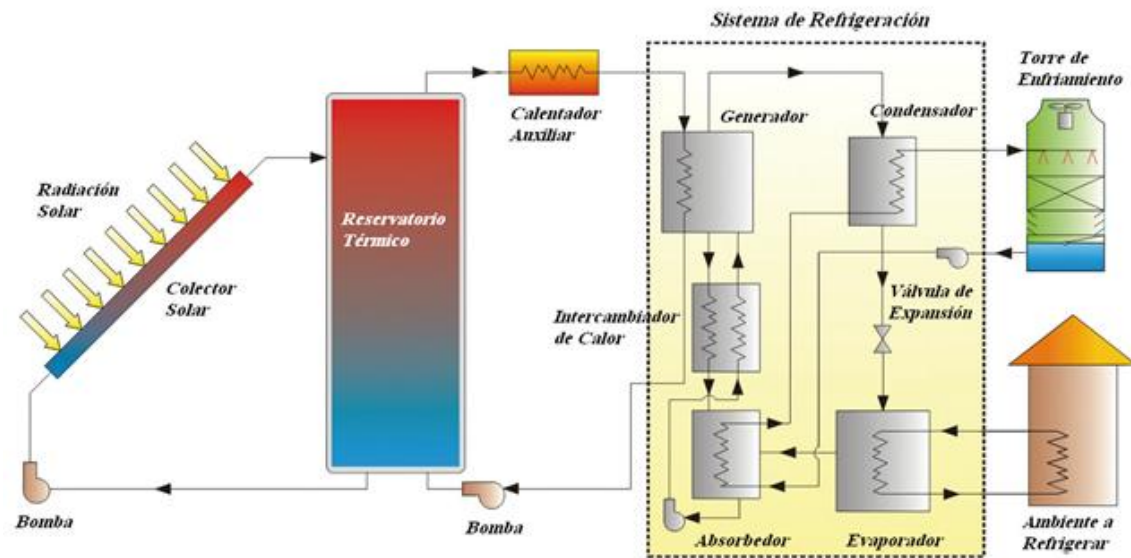 Sistema de Refrigeración
Torre de
Enfriamiento
Calentador
Auxiliar
Generador
Condensador
Radiación
Solar
Reservatorio
Térmico
Colector
Solar
Intercambiador
de Calor
Válvula de
Expansión
Bomba
Bomba
Absorbedor
Evaporador
Ambiente a
Refrigerar